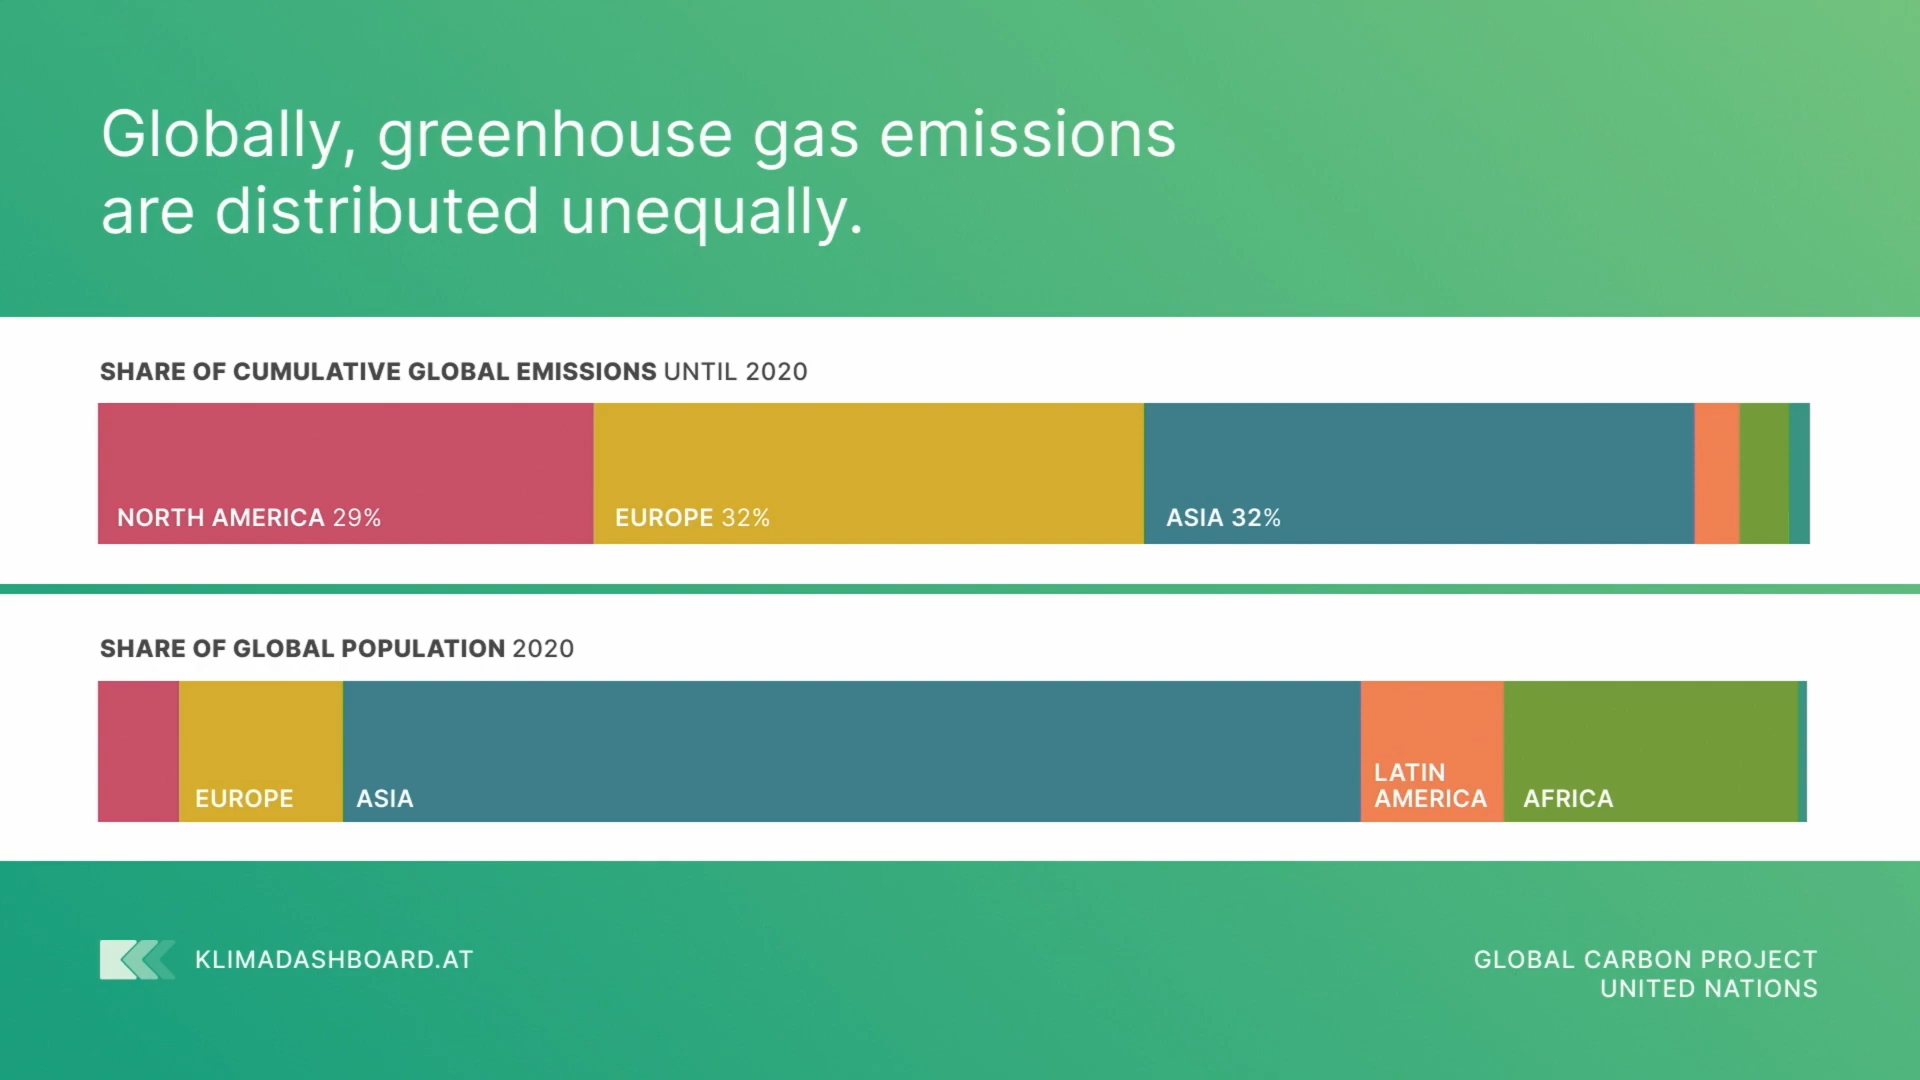 Globally, greenhouse gas emissions
are distributed unequally.
SHARE OF CUMULATIVE GLOBAL EMISSIONS UNTIL 2020
NORTH AMERICA 29%
EUROPE 32%
ASIA 32%
SHARE OF GLOBAL POPULATION 2020
EUROPE
ASIA
LATIN
AMERICA
AFRICA
KLIMADASHBOARD.AT
GLOBAL CARBON PROJECT
UNITED NATIONS